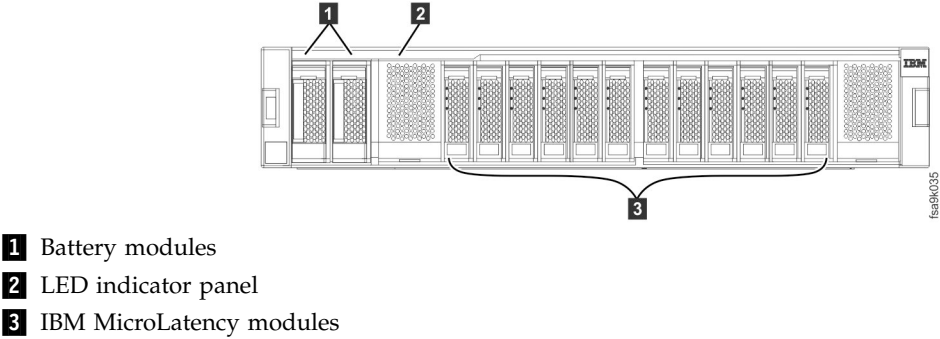 1 2
IBM
3
fsa9k035
1 Battery modules
2 LED indicator panel
3 IBM MicroLatency modules